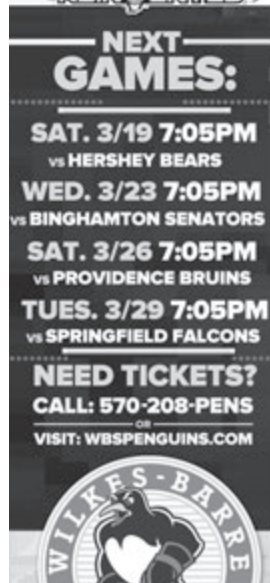 NEXT
GAMES:
SAT. 3/19 7:05PM
vs HERSHEY BEARS
WED. 3/23 7:05PM
vs BINGHAMTON SENATORS
SAT. 3/26 7:05PM
vs PROVIDENCE BRUINS
TUES. 3/29 7:05PM
vs SPRINGFIELD FALCONS
NEED TICKETS?
CALL: 570-208-PENS
OR
VISIT: WBSPENGUINS.COM
WILKES-BARRE